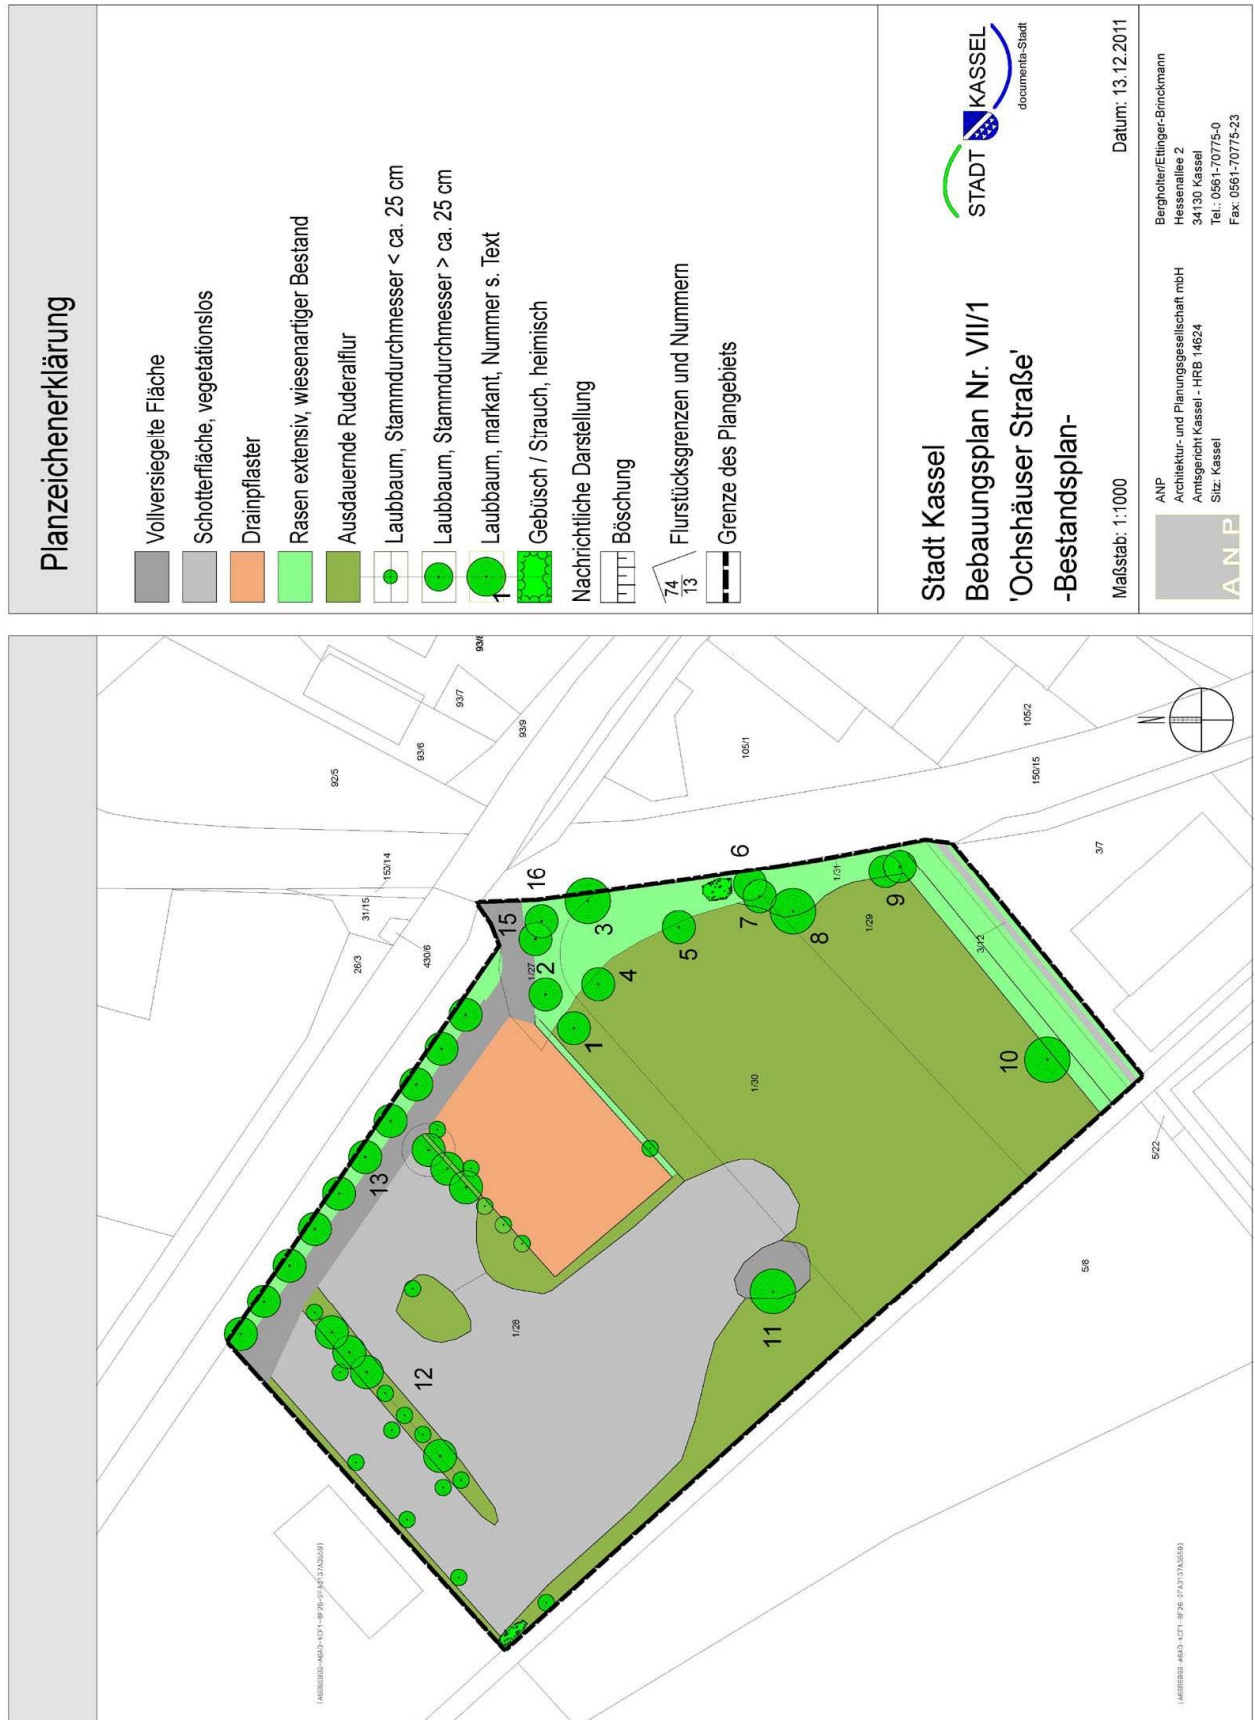 Planzeichenerklärung
Vollversiegelte Fläche
Schotterfläche, vegetationslos
Drainpflaster
Rasen extensiv, wiesenartiger Bestand
Ausdauernde Ruderalflur
Laubbaum, Stammdurchmesser < ca. 25 cm
Laubbaum, Stammdurchmesser > ca. 25 cm
1
Laubbaum, markant, Nummer s. Text
Gebüsch / Strauch, heimisch
Nachrichtliche Darstellung
Böschung
74
13
Flurstücksgrenzen und Nummern
Grenze des Plangebiets
Stadt Kassel
Bebauungsplan Nr. VII/1
'Ochshäuser Straße'
-Bestandsplan-
STADT KASSEL
documenta-Stadt
Maßstab: 1:1000
Datum: 13.12.2011
ANP
ANP
Architektur- und Planungsgesellschaft mbH
Amtsgericht Kassel - HRB 14624
Sitz: Kassel
Bergholter/Ettinger-Brinckmann
Hessenallee 2
34130 Kassel
Tel.: 0561-70775-0
Fax: 0561-70775-23
92/5
93/6
93/7
93/8
93/9
26/3
31/15
150/14
430/6
105/1
105/2
150/15
3/7
3/12
5/22
5/8
1/27
1/28
1/29
1/30
1/31
N
1
2
3
4
5
6
7
8
9
10
11
12
13
15
16